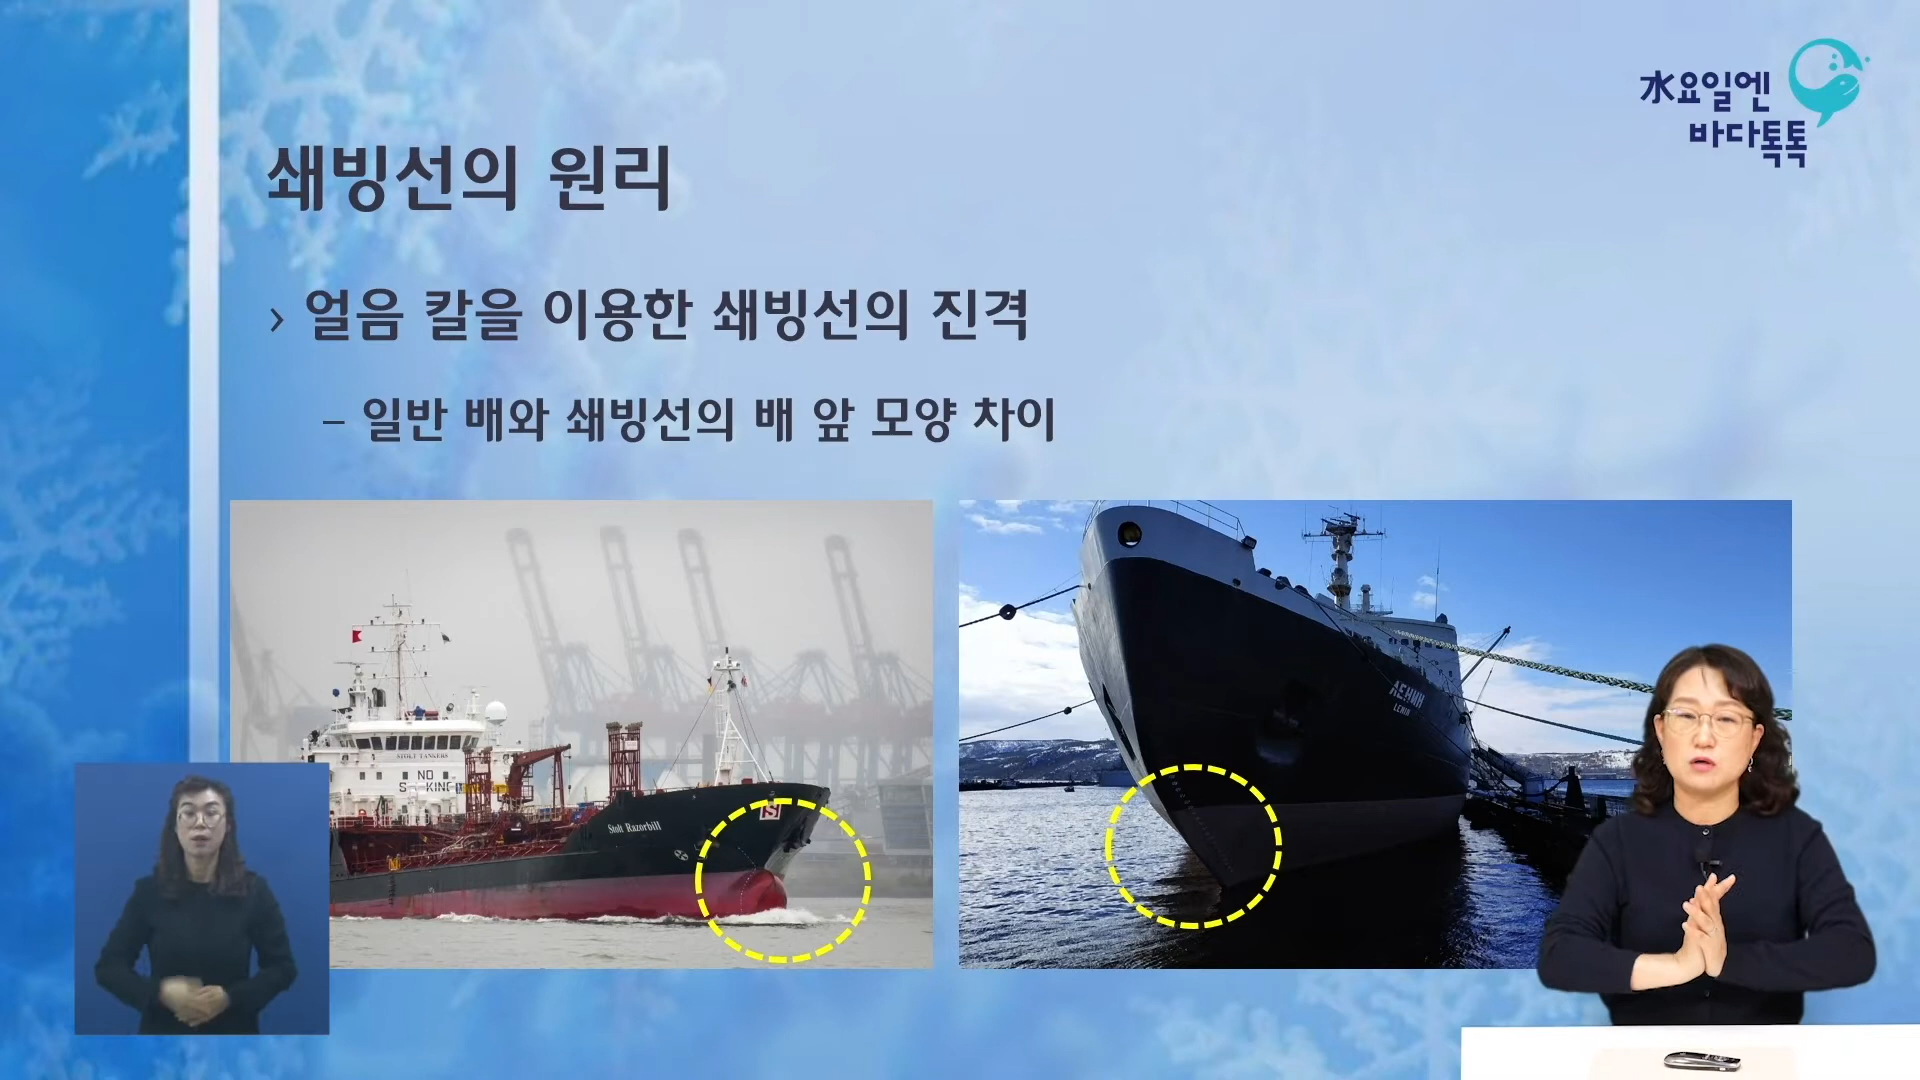 水요일엔
바다톡톡
쇄빙선의 원리
› 얼음 칼을 이용한 쇄빙선의 진격
– 일반 배와 쇄빙선의 배 앞 모양 차이
STOLT TANKERS
NO
Stolt Razorbill
S
ЛЕНИН
LENIN